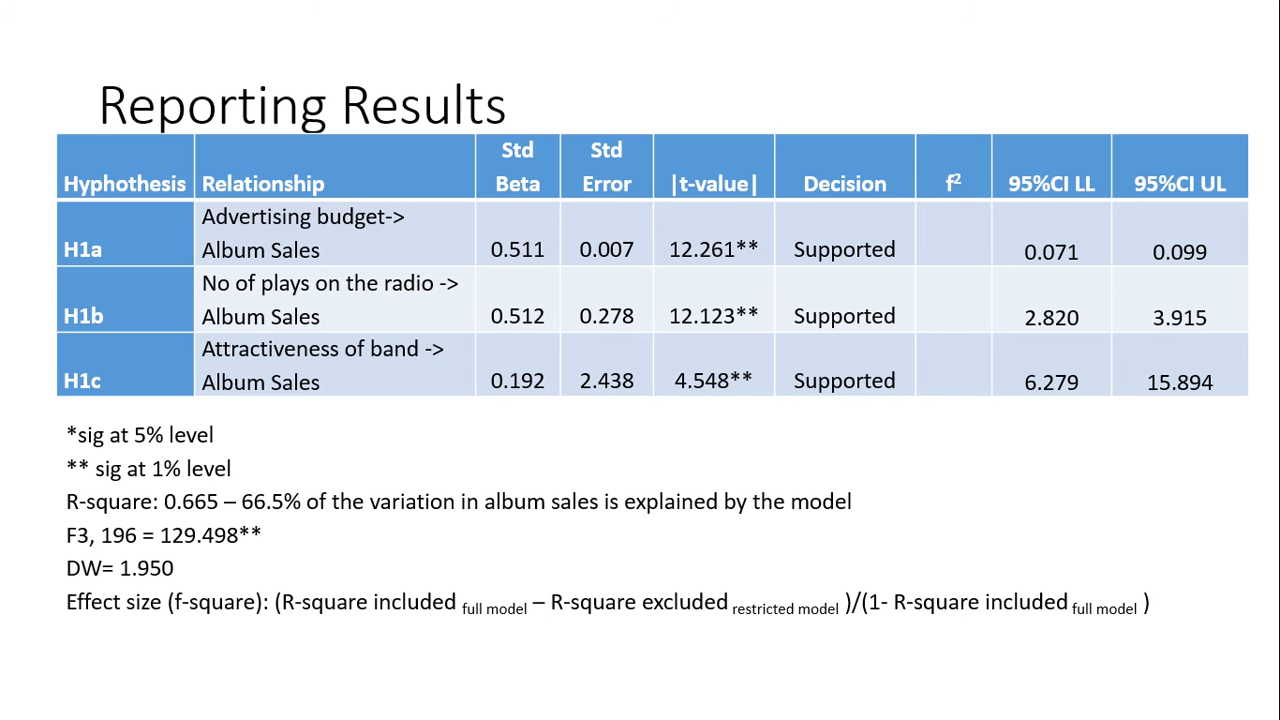 Reporting Results
Std Std
Hyphothesis Relationship Beta Error |t-value| Decision f² 95%CI LL 95%CI UL
Advertising budget->
H1a Album Sales 0.511 0.007 12.261** Supported 0.071 0.099
No of plays on the radio ->
H1b Album Sales 0.512 0.278 12.123** Supported 2.820 3.915
Attractiveness of band ->
H1c Album Sales 0.192 2.438 4.548** Supported 6.279 15.894
*sig at 5% level
** sig at 1% level
R-square: 0.665 – 66.5% of the variation in album sales is explained by the model
F3, 196 = 129.498**
DW= 1.950
Effect size (f-square): (R-square included full model – R-square excluded restricted model )/(1- R-square included full model )